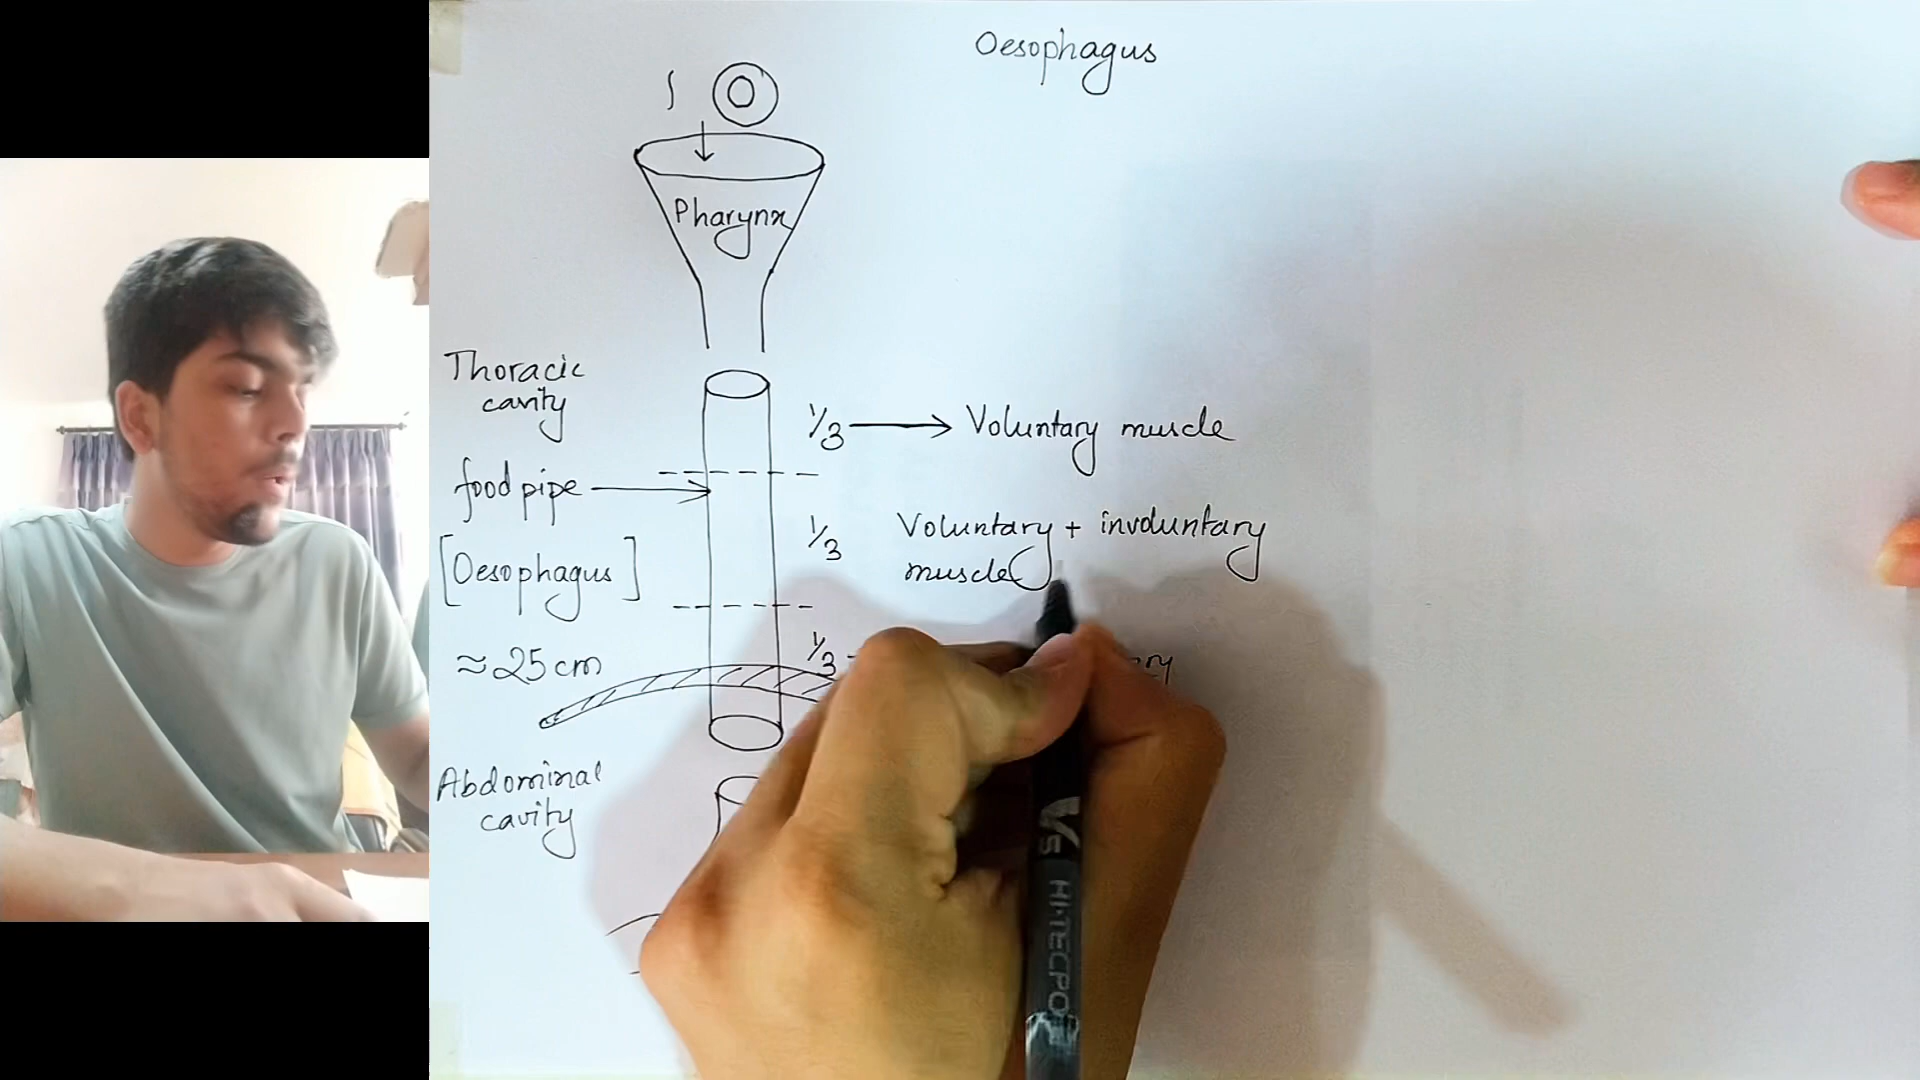 Oesophagus
Pharynx
Thoracic
cavity
1/3
Voluntary muscle
food pipe
1/3
Voluntary + involuntary
muscle
[Oesophagus]
≈ 25 cm
1/3
Abdominal
cavity
V5
HI-TECPO